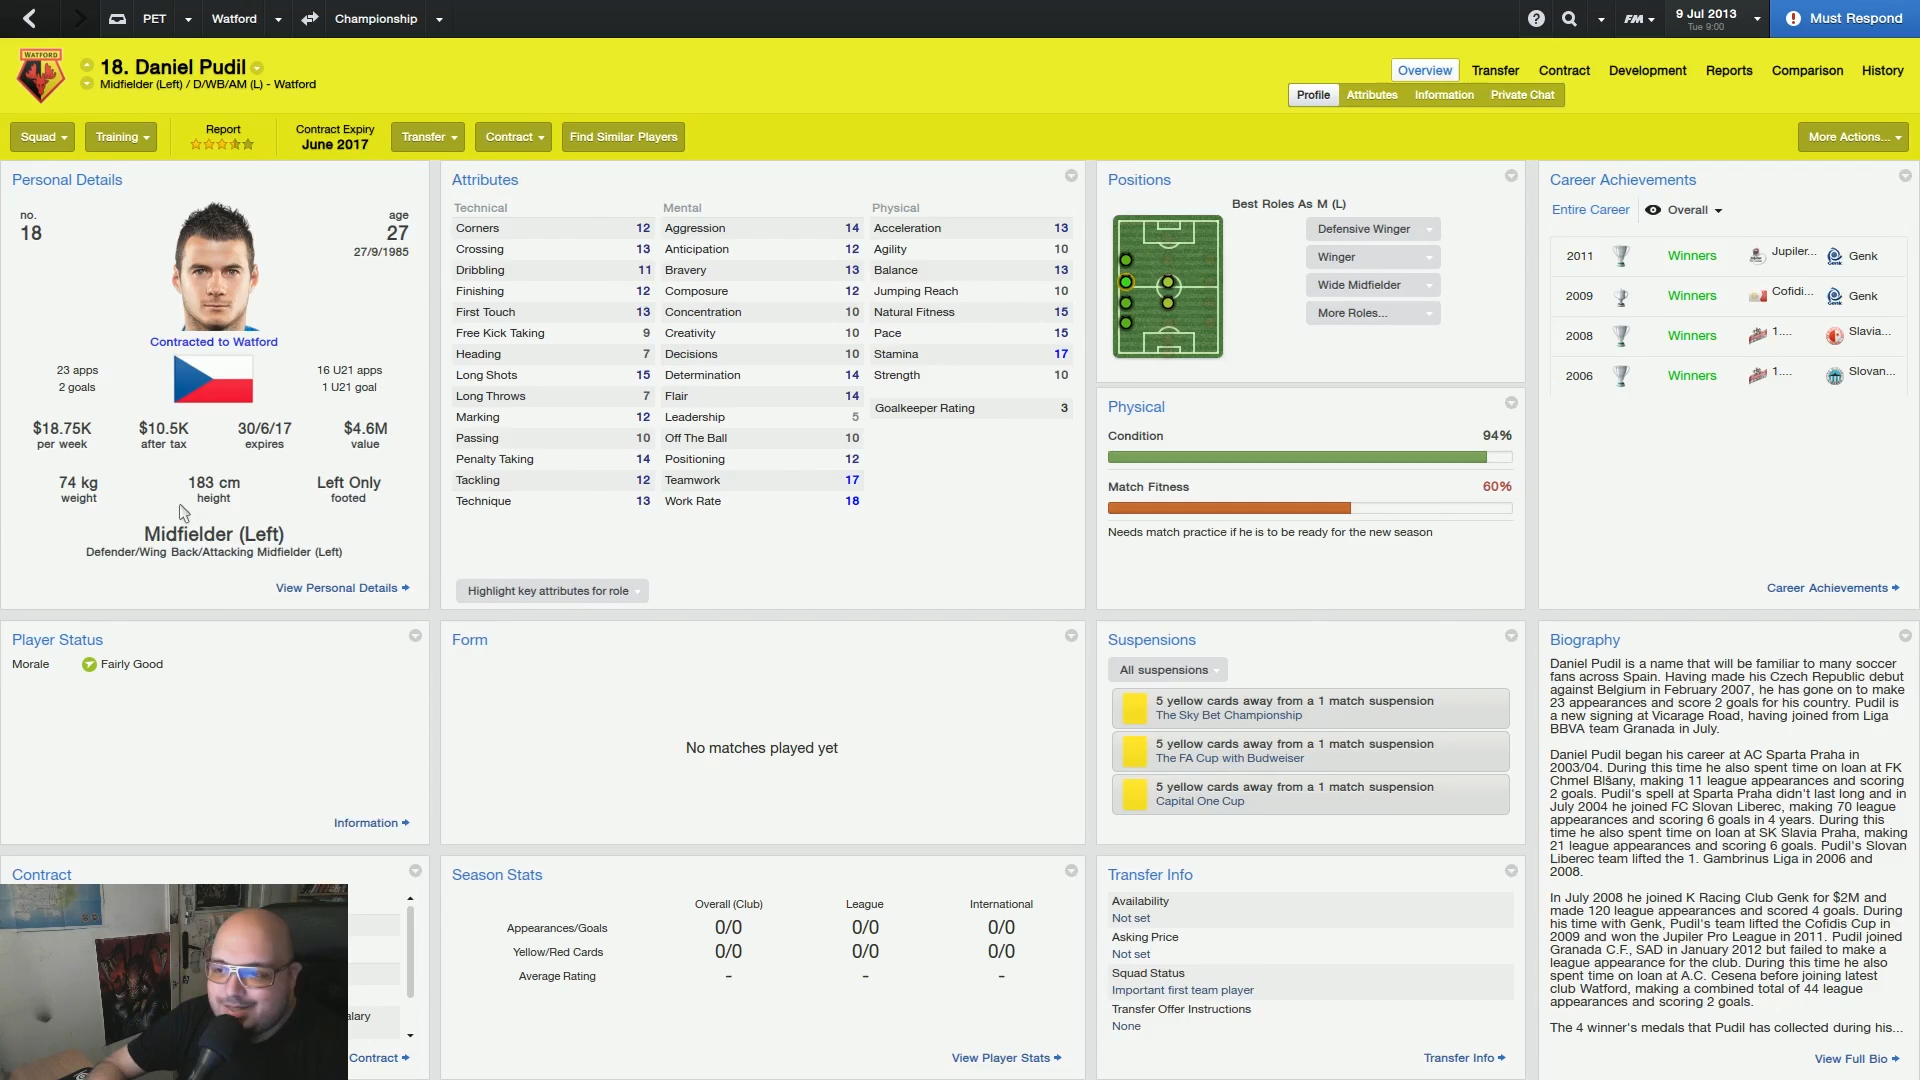 PET
Watford
Championship
FM
9 Jul 2013
Tue 9:00
Must Respond
WATFORD
18. Daniel Pudil
Midfielder (Left) / D/WB/AM (L) - Watford
Overview
Transfer
Contract
Development
Reports
Comparison
History
Profile
Attributes
Information
Private Chat
Squad
Training
Report
Contract Expiry
June 2017
Transfer
Contract
Find Similar Players
More Actions...
Personal Details
no.
18
age
27
27/9/1985
Contracted to Watford
23 apps
2 goals
16 U21 apps
1 U21 goal
$18.75K
per week
$10.5K
after tax
30/6/17
expires
$4.6M
value
74 kg
weight
183 cm
height
Left Only
footed
Midfielder (Left)
Defender/Wing Back/Attacking Midfielder (Left)
View Personal Details
Attributes
Technical
Corners 12
Crossing 13
Dribbling 11
Finishing 12
First Touch 13
Free Kick Taking 9
Heading 7
Long Shots 15
Long Throws 7
Marking 12
Passing 10
Penalty Taking 14
Tackling 12
Technique 13
Mental
Aggression 14
Anticipation 12
Bravery 13
Composure 12
Concentration 10
Creativity 10
Decisions 10
Determination 14
Flair 14
Leadership 5
Off The Ball 10
Positioning 12
Teamwork 17
Work Rate 18
Physical
Acceleration 13
Agility 10
Balance 13
Jumping Reach 10
Natural Fitness 15
Pace 15
Stamina 17
Strength 10
Goalkeeper Rating 3
Highlight key attributes for role
Positions
Best Roles As M (L)
Defensive Winger
Winger
Wide Midfielder
More Roles...
Physical
Condition 94%
Match Fitness 60%
Needs match practice if he is to be ready for the new season
Career Achievements
Entire Career
Overall
2011 Winners Jupiler... Genk
2009 Winners Cofidi... Genk
2008 Winners 1.... Slavia...
2006 Winners 1.... Slovan...
Career Achievements
Player Status
Morale Fairly Good
Information
Form
No matches played yet
Suspensions
All suspensions
5 yellow cards away from a 1 match suspension
The Sky Bet Championship
5 yellow cards away from a 1 match suspension
The FA Cup with Budweiser
5 yellow cards away from a 1 match suspension
Capital One Cup
Biography
Daniel Pudil is a name that will be familiar to many soccer
fans across Spain. Having made his Czech Republic debut
against Belgium in February 2007, he has gone on to make
23 appearances and score 2 goals for his country. Pudil is
a new signing at Vicarage Road, having joined from Liga
BBVA team Granada in July.
Daniel Pudil began his career at AC Sparta Praha in
2003/04. During this time he also spent time on loan at FK
Chmel Blšany, making 11 league appearances and scoring
2 goals. Pudil's spell at Sparta Praha didn't last long and in
July 2004 he joined FC Slovan Liberec, making 70 league
appearances and scoring 6 goals in 4 years. During this
time he also spent time on loan at SK Slavia Praha, making
21 league appearances and scoring 6 goals. Pudil's Slovan
Liberec team lifted the 1. Gambrinus Liga in 2006 and
2008.
In July 2008 he joined K Racing Club Genk for $2M and
made 120 league appearances and scored 4 goals. During
his time with Genk, Pudil's team lifted the Cofidis Cup in
2009 and won the Jupiler Pro League in 2011. Pudil joined
Granada C.F., SAD in January 2012 but failed to make a
league appearance for the club. During this time he also
spent time on loan at A.C. Cesena before joining latest
club Watford, making a combined total of 44 league
appearances and scoring 2 goals.
The 4 winner's medals that Pudil has collected during his...
View Full Bio
Contract
alary
Contract
Season Stats
Overall (Club) League International
Appearances/Goals 0/0 0/0 0/0
Yellow/Red Cards 0/0 0/0 0/0
Average Rating - - -
View Player Stats
Transfer Info
Availability
Not set
Asking Price
Not set
Squad Status
Important first team player
Transfer Offer Instructions
None
Transfer Info